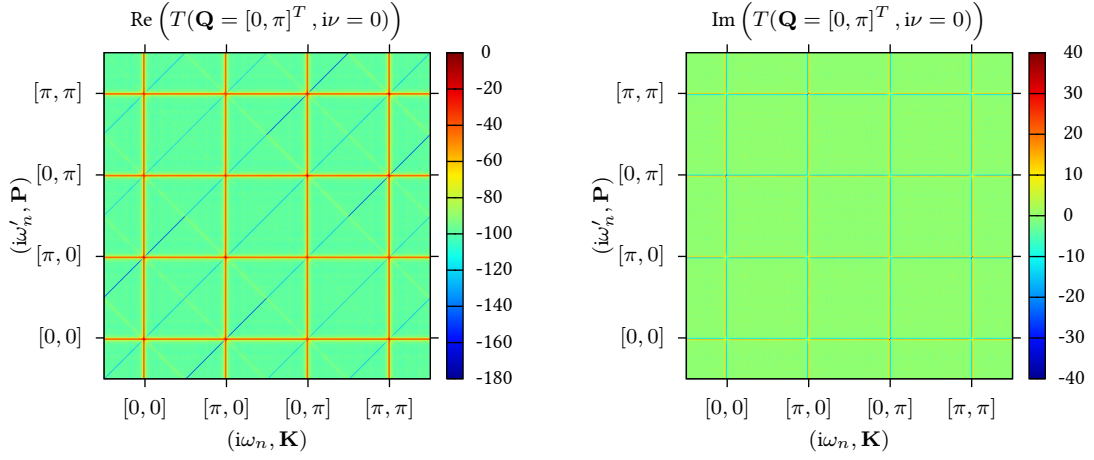 Re (T(Q = [0, π]^T , iν = 0))
[π, π]
[0, π]
[π, 0]
[0, 0]
(iω′_n, P)
[0, 0] [π, 0] [0, π] [π, π]
(iω_n, K)
0
-20
-40
-60
-80
-100
-120
-140
-160
-180
Im (T(Q = [0, π]^T , iν = 0))
[π, π]
[0, π]
[π, 0]
[0, 0]
(iω′_n, P)
[0, 0] [π, 0] [0, π] [π, π]
(iω_n, K)
40
30
20
10
0
-10
-20
-30
-40